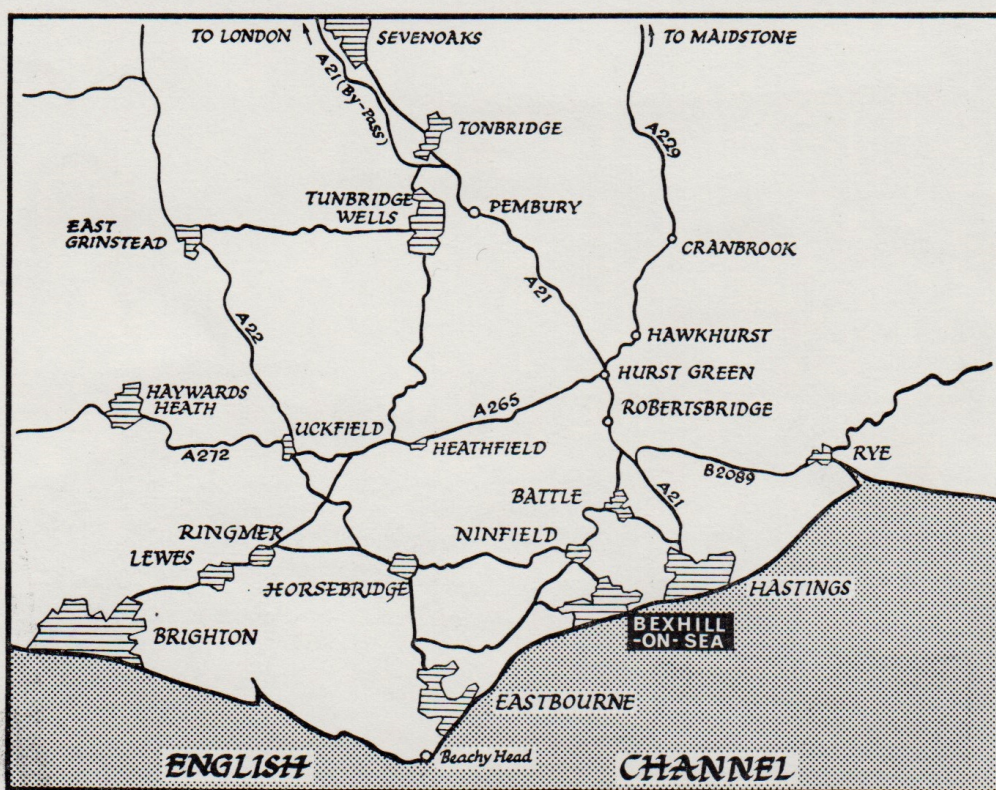 TO LONDON
SEVENOAKS
TO MAIDSTONE
A21 (By-Pass)
TONBRIDGE
A229
TUNBRIDGE
WELLS
PEMBURY
EAST
GRINSTEAD
CRANBROOK
A21
A22
HAWKHURST
HURST GREEN
HAYWARDS
HEATH
A265
ROBERTSBRIDGE
UCKFIELD
HEATHFIELD
A272
RYE
B2089
BATTLE
A21
RINGMER
NINFIELD
LEWES
HORSEBRIDGE
HASTINGS
BRIGHTON
BEXHILL
-ON-SEA
EASTBOURNE
Beachy Head
ENGLISH CHANNEL